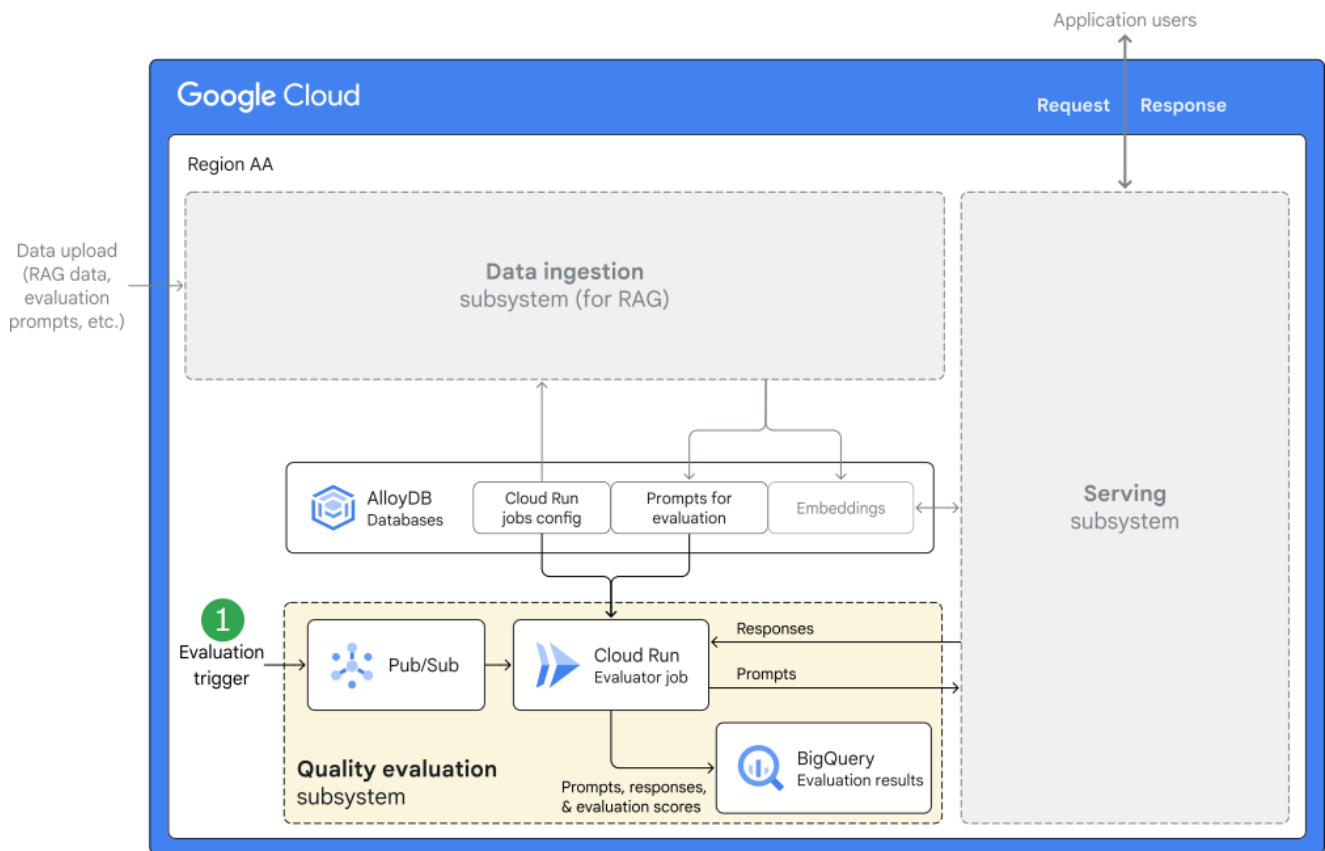 Application users
Google Cloud
Request
Response
Region AA
Data upload
(RAG data,
evaluation
prompts, etc.)
Data ingestion
subsystem (for RAG)
AlloyDB
Databases
Cloud Run
jobs config
Prompts for
evaluation
Embeddings
Serving
subsystem
1
Evaluation
trigger
Pub/Sub
Cloud Run
Evaluator job
Responses
Prompts
Quality evaluation
subsystem
Prompts, responses,
& evaluation scores
BigQuery
Evaluation results